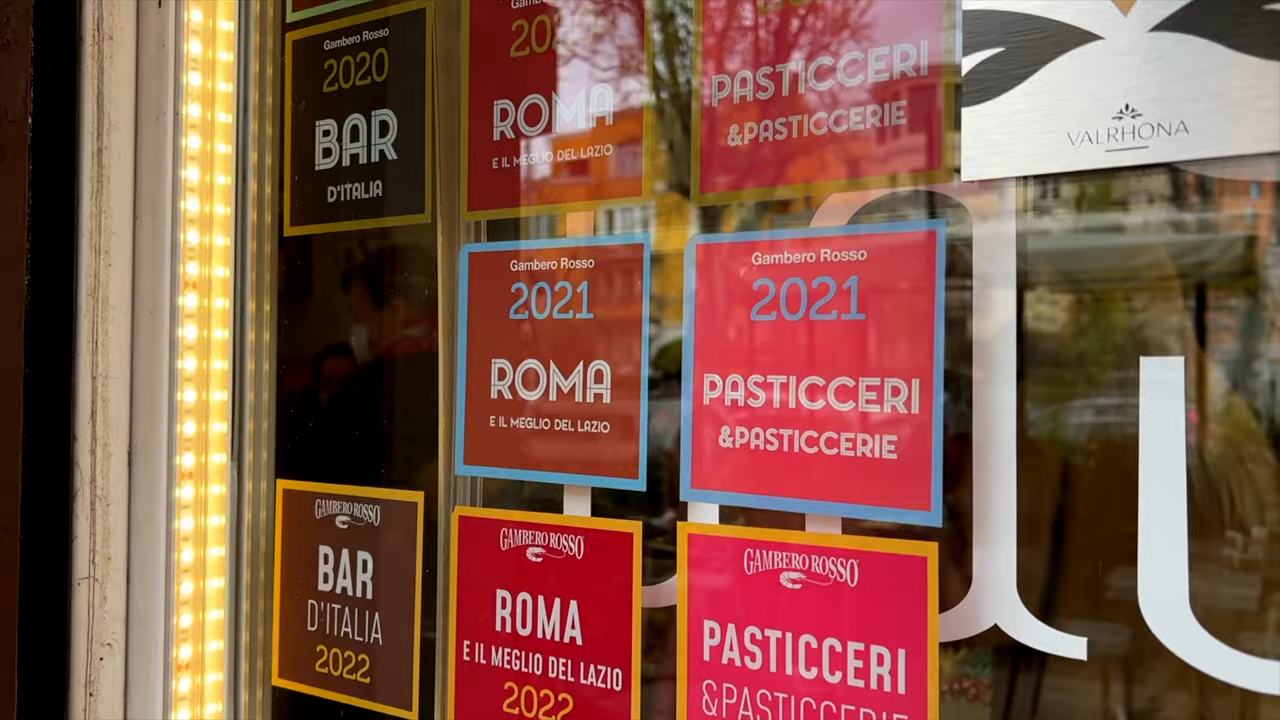 Gambero Rosso
2020
BAR
D'ITALIA
Gambero Rosso
202
ROMA
E IL MEGLIO DEL LAZIO
PASTICCERI
&PASTICCERIE
VALRHONA
Gambero Rosso
2021
ROMA
E IL MEGLIO DEL LAZIO
Gambero Rosso
2021
PASTICCERI
&PASTICCERIE
GAMBERO ROSSO
BAR
D'ITALIA
2022
GAMBERO ROSSO
ROMA
E IL MEGLIO DEL LAZIO
2022
GAMBERO ROSSO
PASTICCERI
&PASTICCERIE